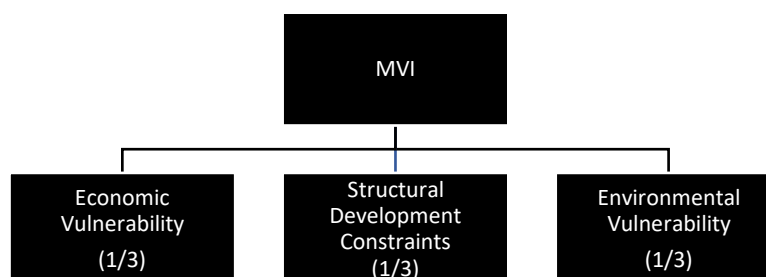 MVI
Economic
Vulnerability
(1/3)
Structural
Development
Constraints
(1/3)
Environmental
Vulnerability
(1/3)